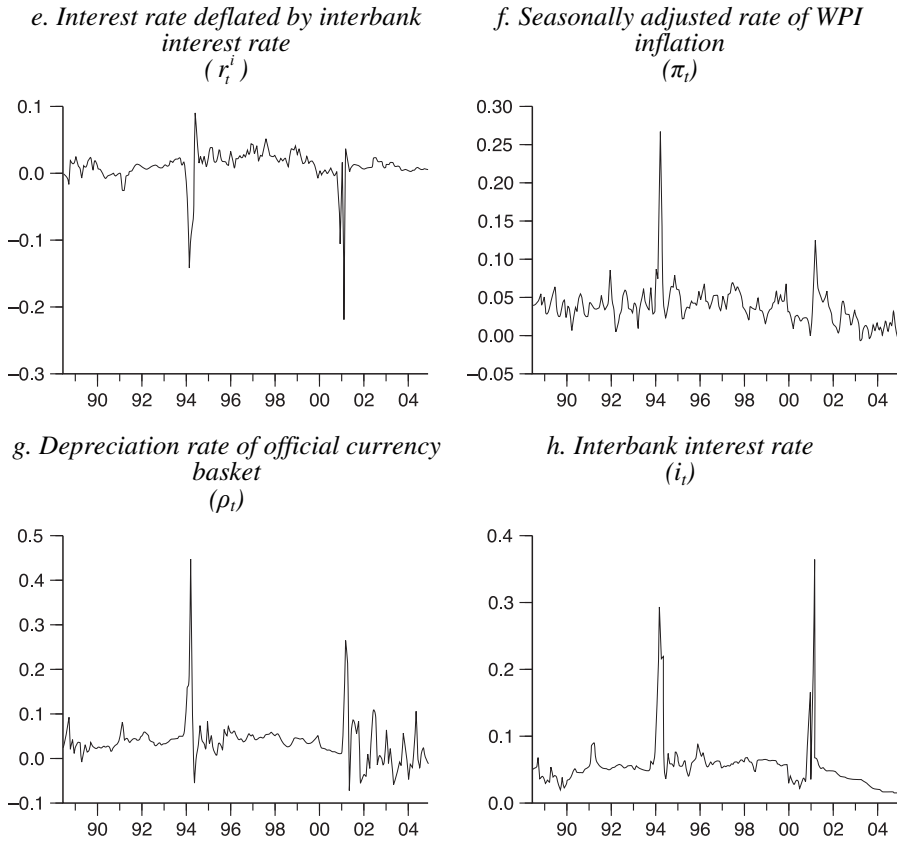 e. Interest rate deflated by interbank
interest rate
(r_t^i)
0.1
0.0
–0.1
–0.2
–0.3
90 92 94 96 98 00 02 04
f. Seasonally adjusted rate of WPI
inflation
(π_t)
0.30
0.25
0.20
0.15
0.10
0.05
0.00
–0.05
90 92 94 96 98 00 02 04
g. Depreciation rate of official currency
basket
(ρ_t)
0.5
0.4
0.3
0.2
0.1
0.0
–0.1
90 92 94 96 98 00 02 04
h. Interbank interest rate
(i_t)
0.4
0.3
0.2
0.1
0.0
90 92 94 96 98 00 02 04